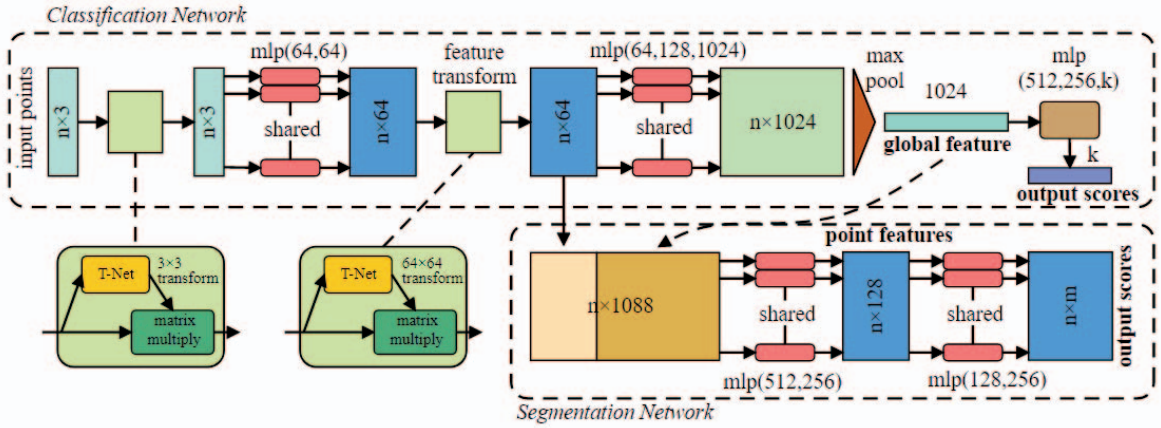 Classification Network
input points
n×3
n×3
mlp(64,64)
shared
n×64
feature
transform
n×64
mlp(64,128,1024)
shared
n×1024
max
pool
1024
global feature
mlp
(512,256,k)
k
output scores
T-Net
3×3
transform
matrix
multiply
T-Net
64×64
transform
matrix
multiply
n×1088
point features
shared
mlp(512,256)
n×128
shared
mlp(128,256)
n×m
output scores
Segmentation Network